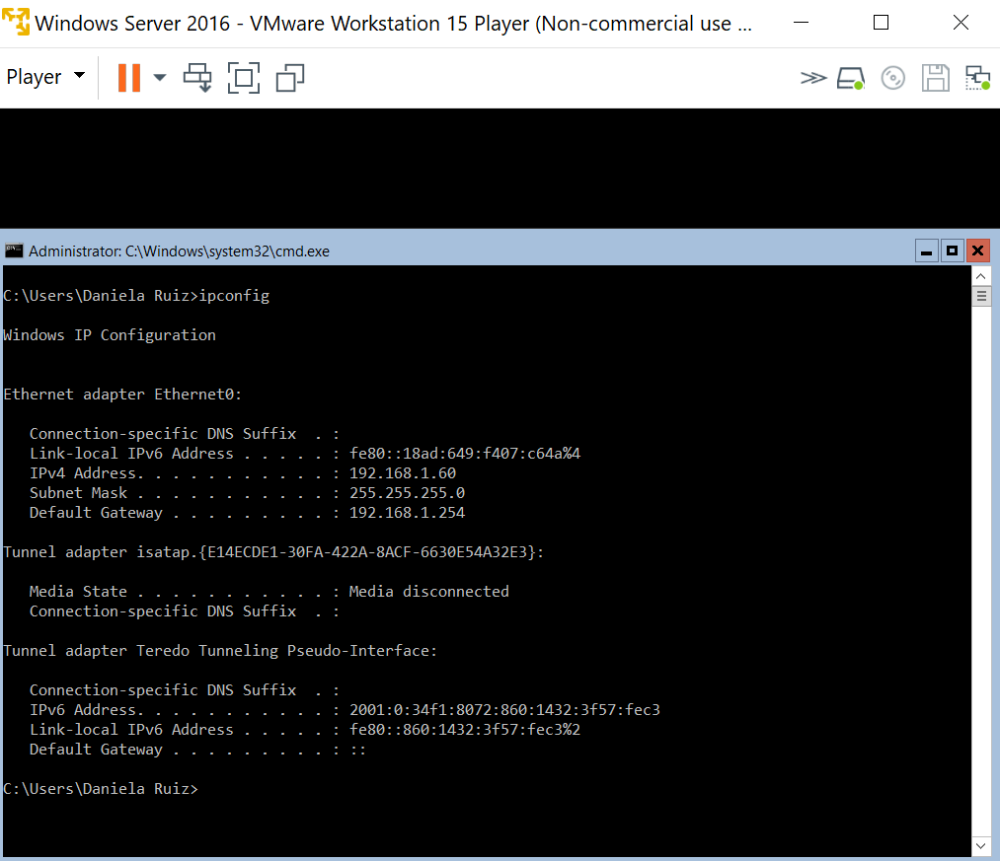 Windows Server 2016 - VMware Workstation 15 Player (Non-commercial use ...
Player
Administrator: C:\Windows\system32\cmd.exe
C:\Users\Daniela Ruiz>ipconfig
Windows IP Configuration
Ethernet adapter Ethernet0:
Connection-specific DNS Suffix  . :
Link-local IPv6 Address . . . . . : fe80::18ad:649:f407:c64a%4
IPv4 Address. . . . . . . . . . . : 192.168.1.60
Subnet Mask . . . . . . . . . . . : 255.255.255.0
Default Gateway . . . . . . . . . : 192.168.1.254
Tunnel adapter isatap.{E14ECDE1-30FA-422A-8ACF-6630E54A32E3}:
Media State . . . . . . . . . . . : Media disconnected
Connection-specific DNS Suffix  . :
Tunnel adapter Teredo Tunneling Pseudo-Interface:
Connection-specific DNS Suffix  . :
IPv6 Address. . . . . . . . . . . : 2001:0:34f1:8072:860:1432:3f57:fec3
Link-local IPv6 Address . . . . . : fe80::860:1432:3f57:fec3%2
Default Gateway . . . . . . . . . : ::
C:\Users\Daniela Ruiz>